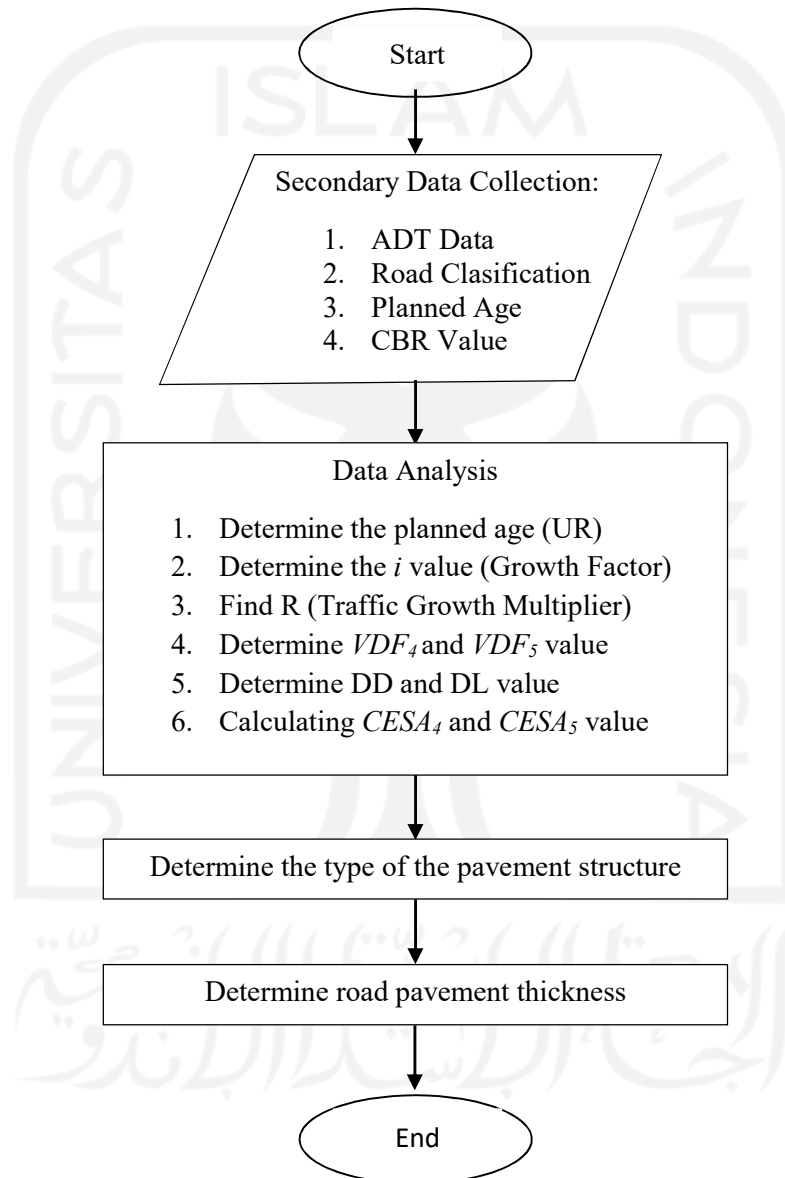 Start
Secondary Data Collection:
1. ADT Data
2. Road Clasification
3. Planned Age
4. CBR Value
Data Analysis
1. Determine the planned age (UR)
2. Determine the i value (Growth Factor)
3. Find R (Traffic Growth Multiplier)
4. Determine VDF4 and VDF5 value
5. Determine DD and DL value
6. Calculating CESA4 and CESA5 value
Determine the type of the pavement structure
Determine road pavement thickness
End
UNIVERSITAS
ISLAM
INDONESIA